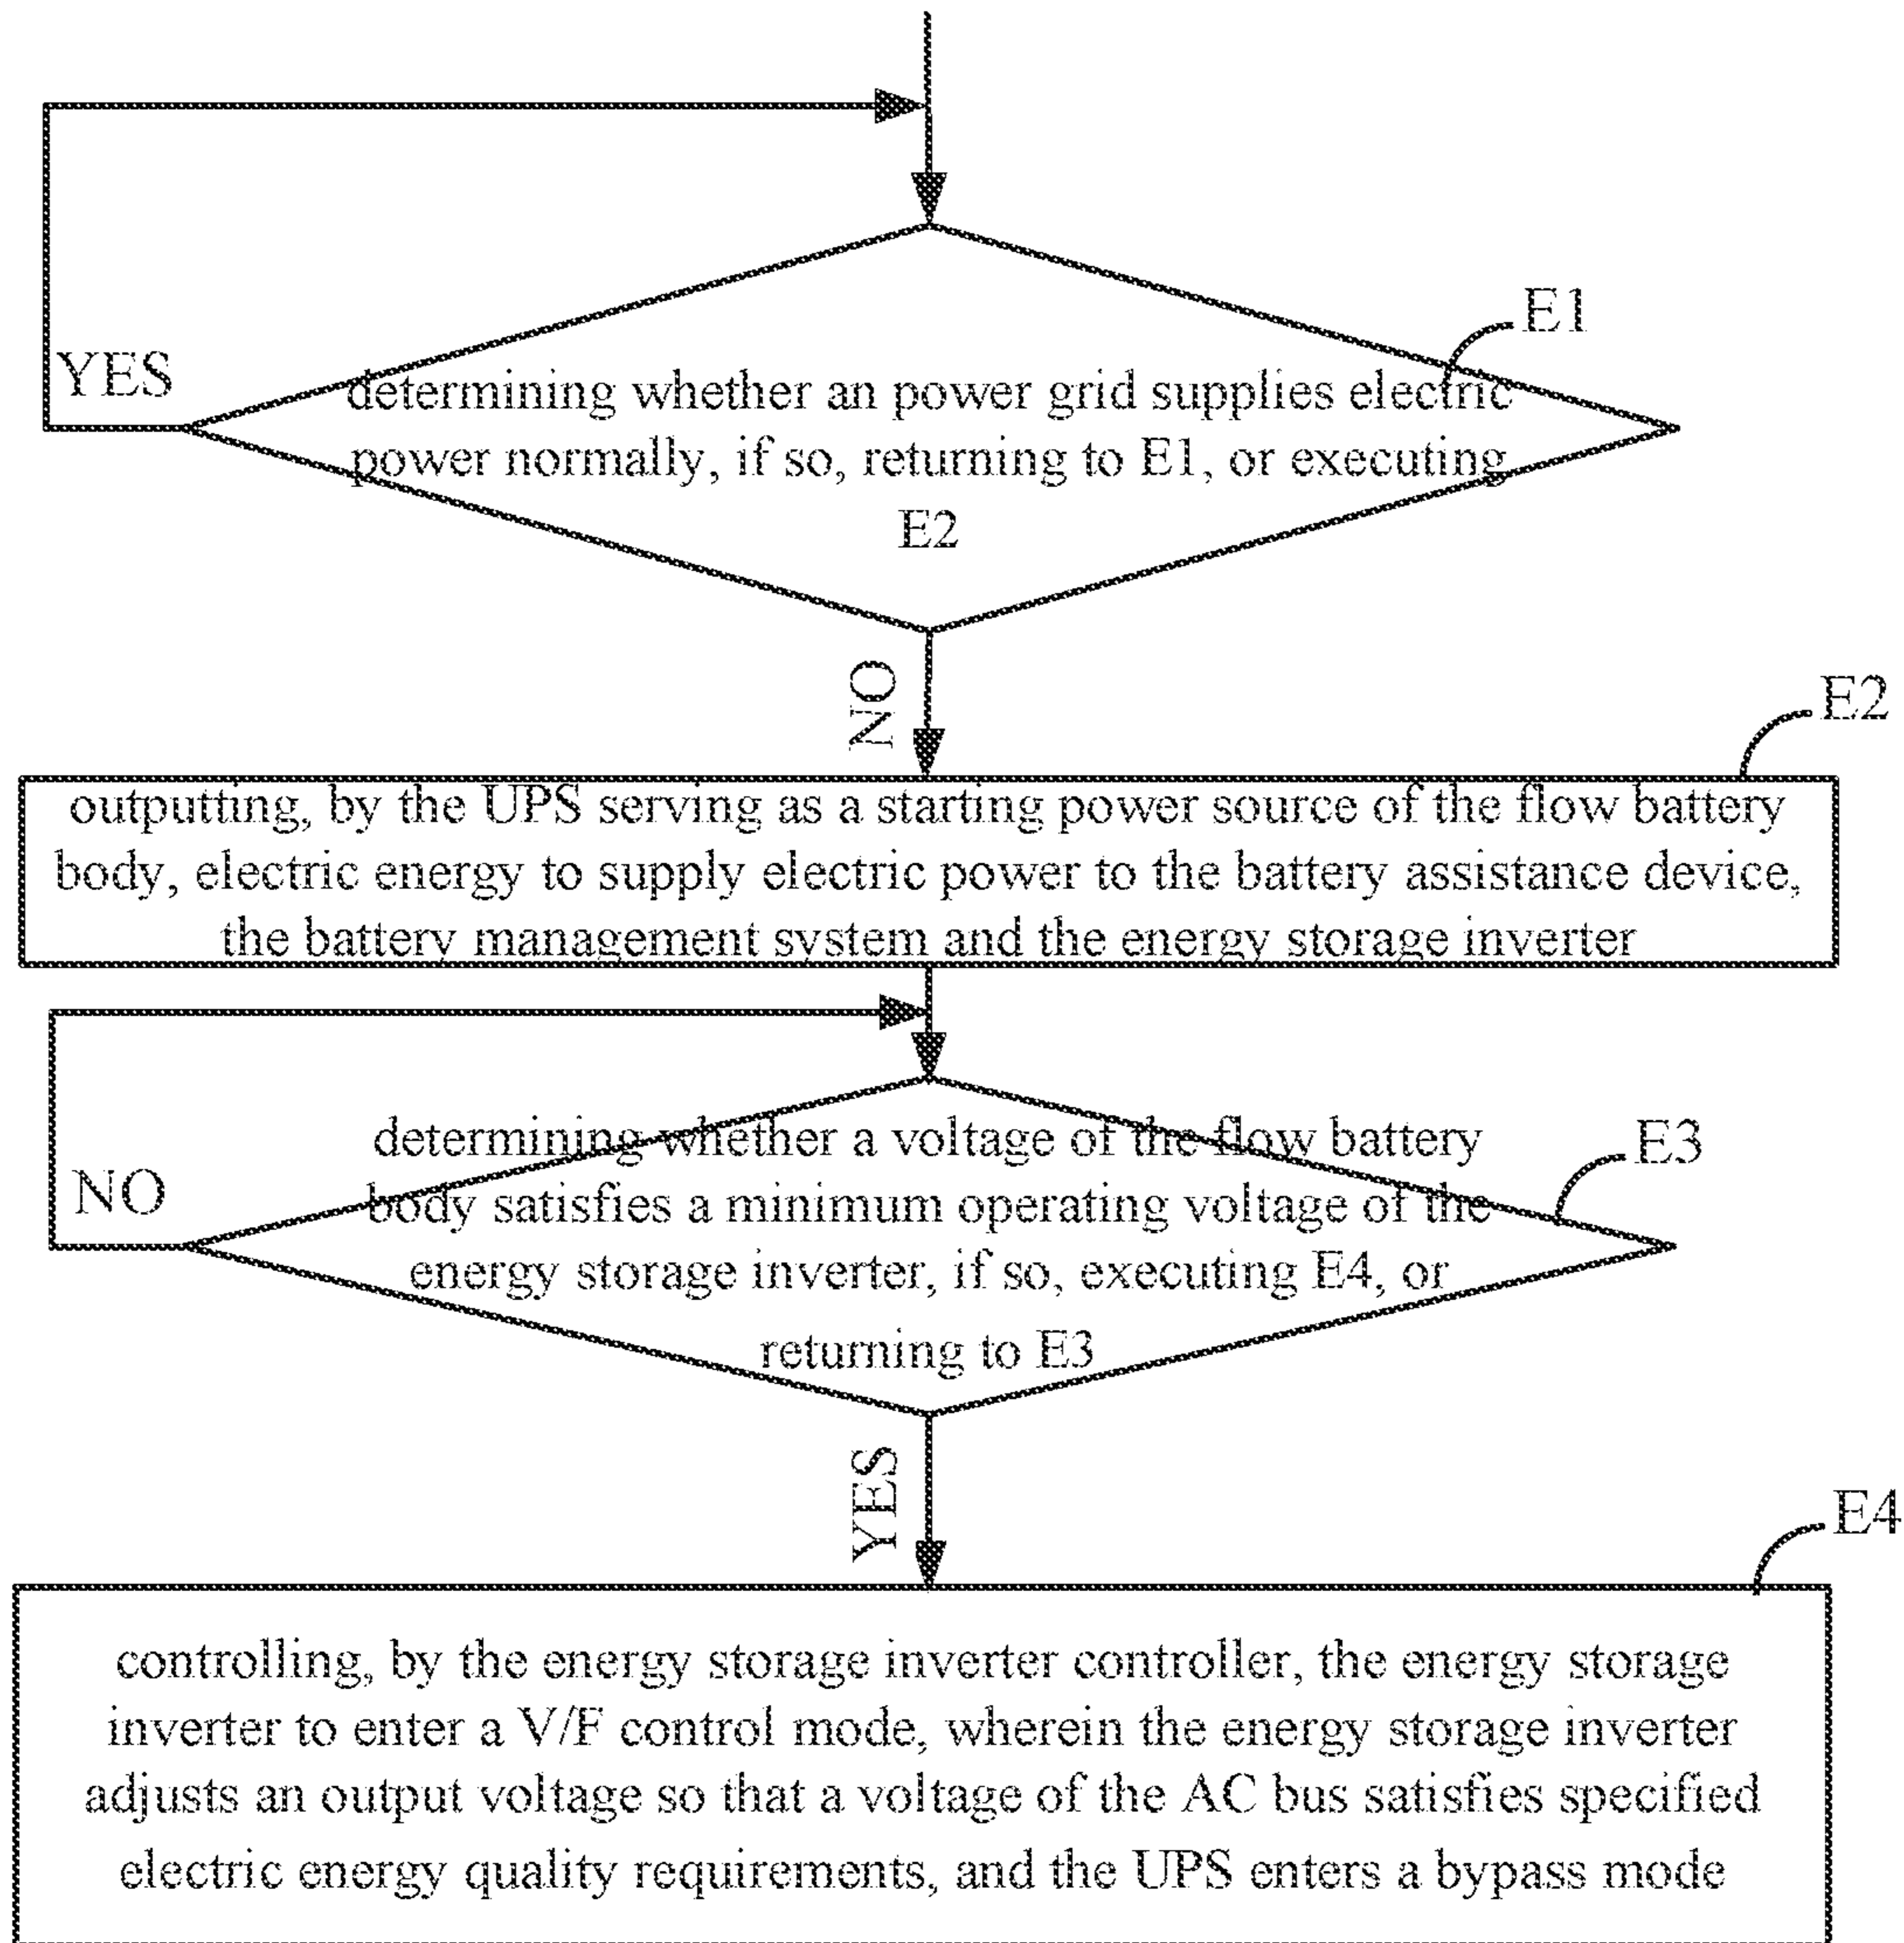 E1
YES
determining whether an power grid supplies electric
power normally, if so, returning to E1, or executing
E2
NO
E2
outputting, by the UPS serving as a starting power source of the flow battery
body, electric energy to supply electric power to the battery assistance device,
the battery management system and the energy storage inverter
determining whether a voltage of the flow battery
E3
NO
body satisfies a minimum operating voltage of the
energy storage inverter, if so, executing E4, or
returning to E3
YES
E4
controlling, by the energy storage inverter controller, the energy storage
inverter to enter a V/F control mode, wherein the energy storage inverter
adjusts an output voltage so that a voltage of the AC bus satisfies specified
electric energy quality requirements, and the UPS enters a bypass mode